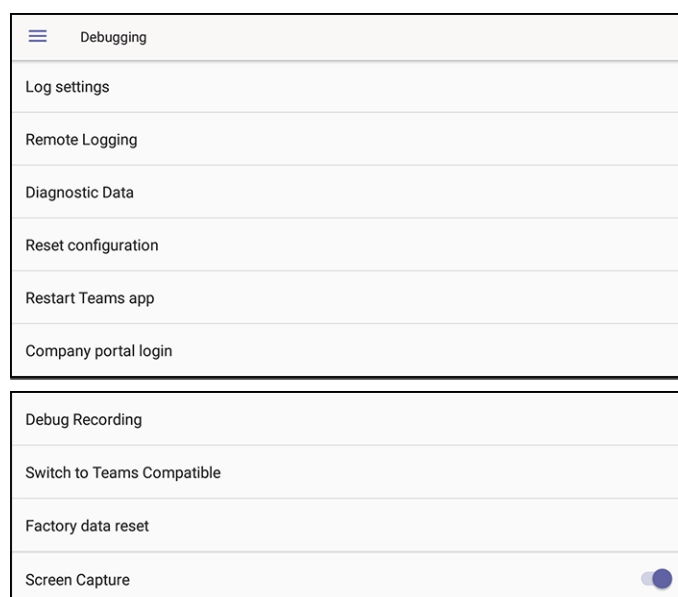 Debugging
Log settings
Remote Logging
Diagnostic Data
Reset configuration
Restart Teams app
Company portal login
Debug Recording
Switch to Teams Compatible
Factory data reset
Screen Capture